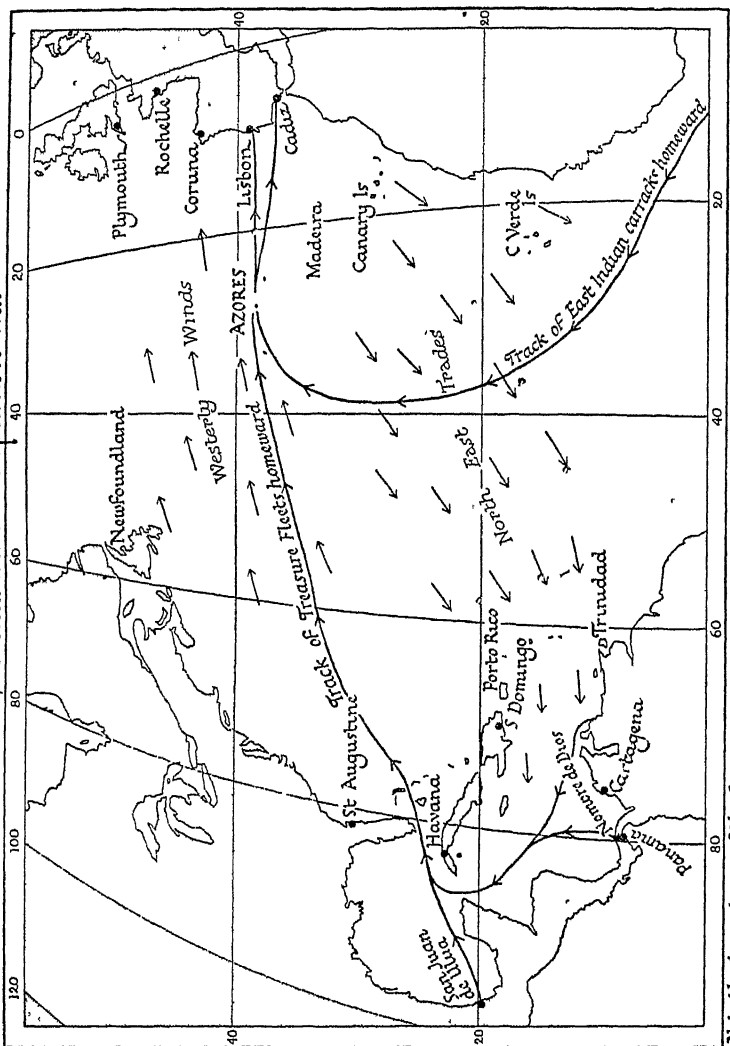 120
100
80
60
40
20
0
40
40
20
20
80
60
40
20
Newfoundland
Plymouth
Rochelle
Coruna
Lisbon
Cadiz
Westerly Winds
AZORES
Madeira
Canary Is
C Verde
Is
Track of Treasure Fleets homeward
Track of East Indian carracks homeward
North East Trades
St Augustine
Havana
Porto Rico
S Domingo
Trinidad
San Juan
de Ulua
Nombre de Dios
Cartagena
Panama